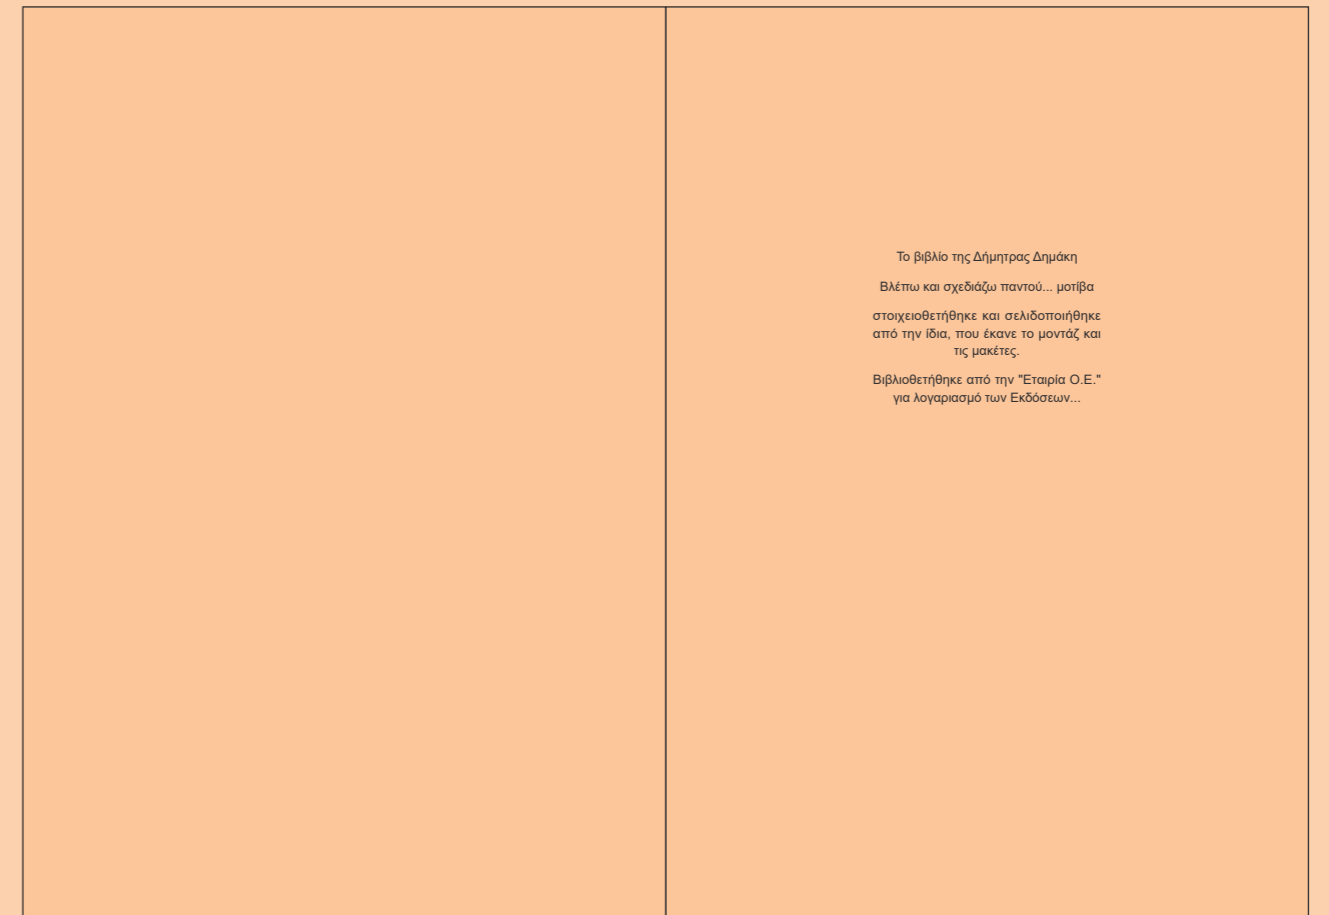 Το βιβλίο της Δήμητρας Δημάκη
Βλέπω και σχεδιάζω παντού... μοτίβα
στοιχειοθετήθηκε και σελιδοποιήθηκε
από την ίδια, που έκανε το μοντάζ και
τις μακέτες.
Βιβλιοθετήθηκε από την "Εταιρία Ο.Ε."
για λογαριασμό των Εκδόσεων...